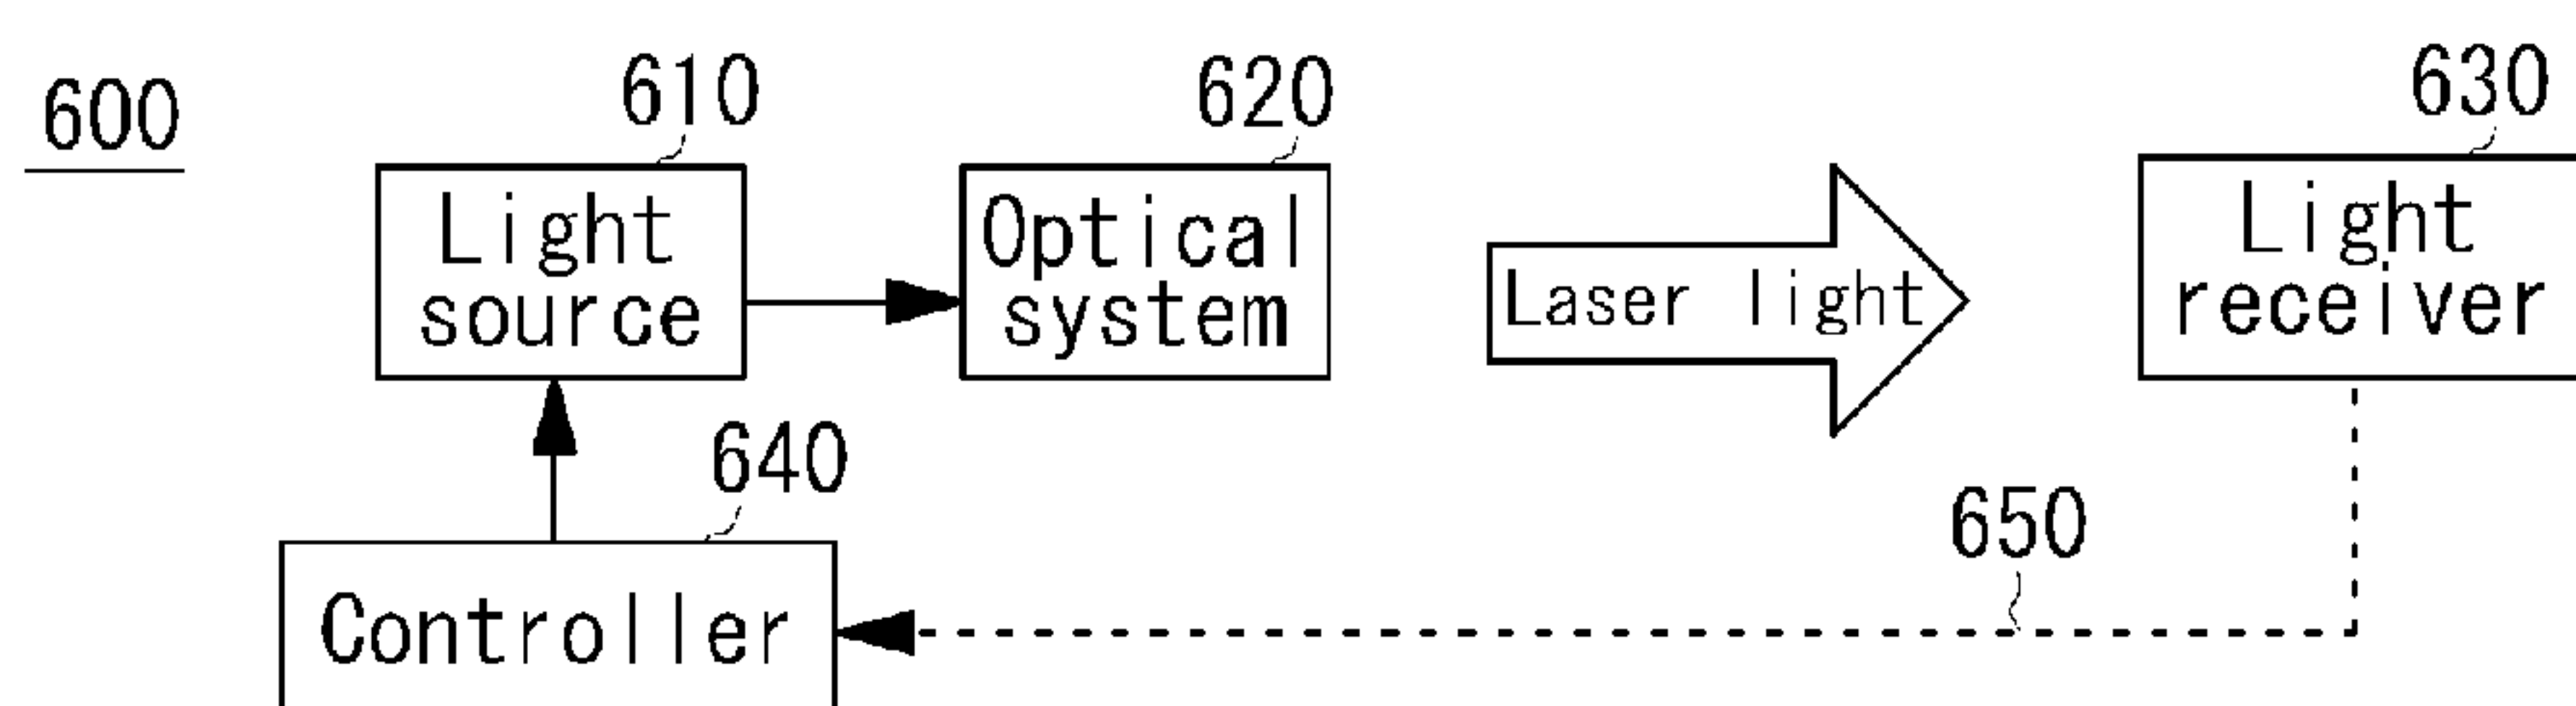 600
610
620
630
Light
source
Optical
system
Laser light
Light
receiver
640
650
Controller